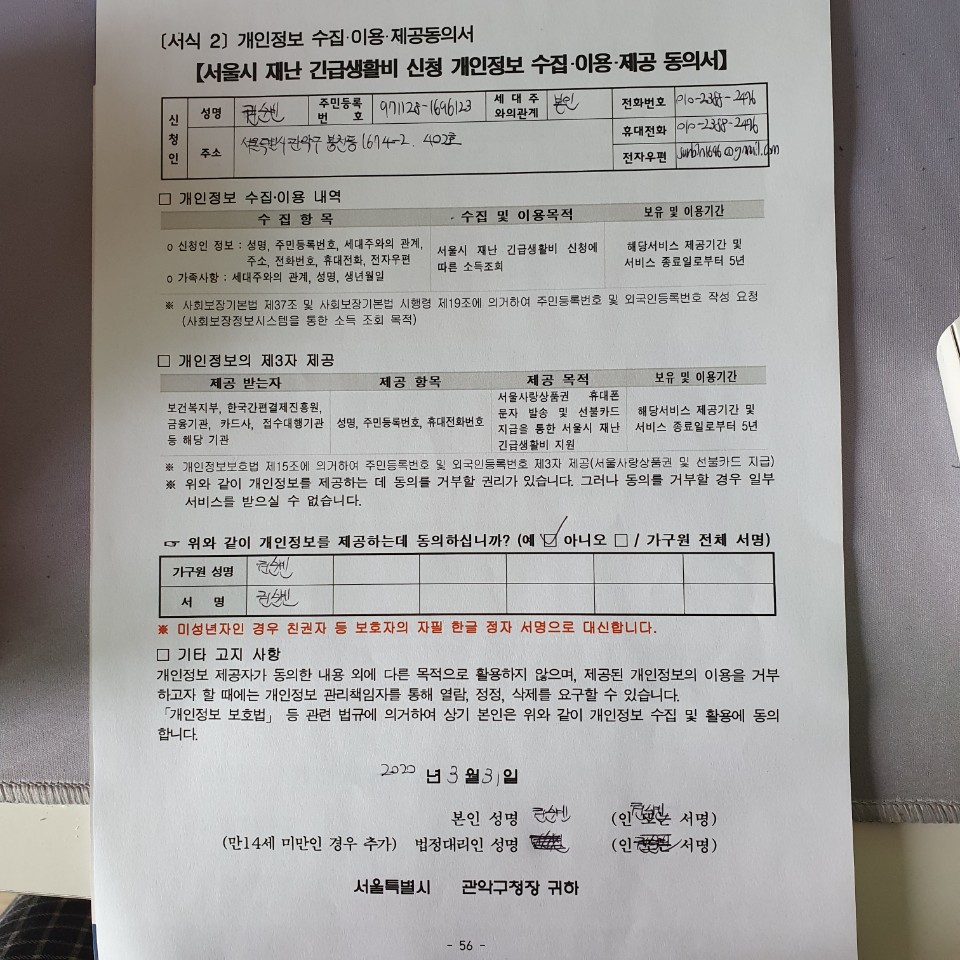 〔서식 2〕 개인정보 수집·이용·제공동의서
【서울시 재난 긴급생활비 신청 개인정보 수집·이용·제공 동의서】
신청인 성명 주민등록번호 971128-1696123 세대주와의관계 본인 전화번호 010-2388-2476
주소 서울특별시 관악구 봉천동 1674-2. 402호 휴대전화 010-2388-2476
전자우편
□ 개인정보 수집·이용 내역
수 집 항 목 수집 및 이용목적 보유 및 이용기간
o 신청인 정보 : 성명, 주민등록번호, 세대주와의 관계,
주소, 전화번호, 휴대전화, 전자우편
o 가족사항 : 세대주와의 관계, 성명, 생년월일
서울시 재난 긴급생활비 신청에
따른 소득조회
해당서비스 제공기간 및
서비스 종료일로부터 5년
※ 사회보장기본법 제37조 및 사회보장기본법 시행령 제19조에 의거하여 주민등록번호 및 외국인등록번호 작성 요청
(사회보장정보시스템을 통한 소득 조회 목적)
□ 개인정보의 제3자 제공
제공 받는자 제공 항목 제공 목적 보유 및 이용기간
보건복지부, 한국간편결제진흥원,
금융기관, 카드사, 접수대행기관
등 해당 기관
성명, 주민등록번호, 휴대전화번호
서울사랑상품권 휴대폰
문자 발송 및 선불카드
지급을 통한 서울시 재난
긴급생활비 지원
해당서비스 제공기간 및
서비스 종료일로부터 5년
※ 개인정보보호법 제15조에 의거하여 주민등록번호 및 외국인등록번호 제3자 제공(서울사랑상품권 및 선불카드 지급)
※ 위와 같이 개인정보를 제공하는 데 동의를 거부할 권리가 있습니다. 그러나 동의를 거부할 경우 일부
서비스를 받으실 수 없습니다.
☞ 위와 같이 개인정보를 제공하는데 동의하십니까? (예 ☑ 아니오 □ / 가구원 전체 서명)
가구원 성명
서 명
※ 미성년자인 경우 친권자 등 보호자의 자필 한글 정자 서명으로 대신합니다.
□ 기타 고지 사항
개인정보 제공자가 동의한 내용 외에 다른 목적으로 활용하지 않으며, 제공된 개인정보의 이용을 거부
하고자 할 때에는 개인정보 관리책임자를 통해 열람, 정정, 삭제를 요구할 수 있습니다.
「개인정보 보호법」 등 관련 법규에 의거하여 상기 본인은 위와 같이 개인정보 수집 및 활용에 동의
합니다.
2020 년 3 월 31 일
본인 성명 (인 또는 서명)
(만14세 미만인 경우 추가) 법정대리인 성명 (인 또는 서명)
서울특별시 관악구청장 귀하
- 56 -